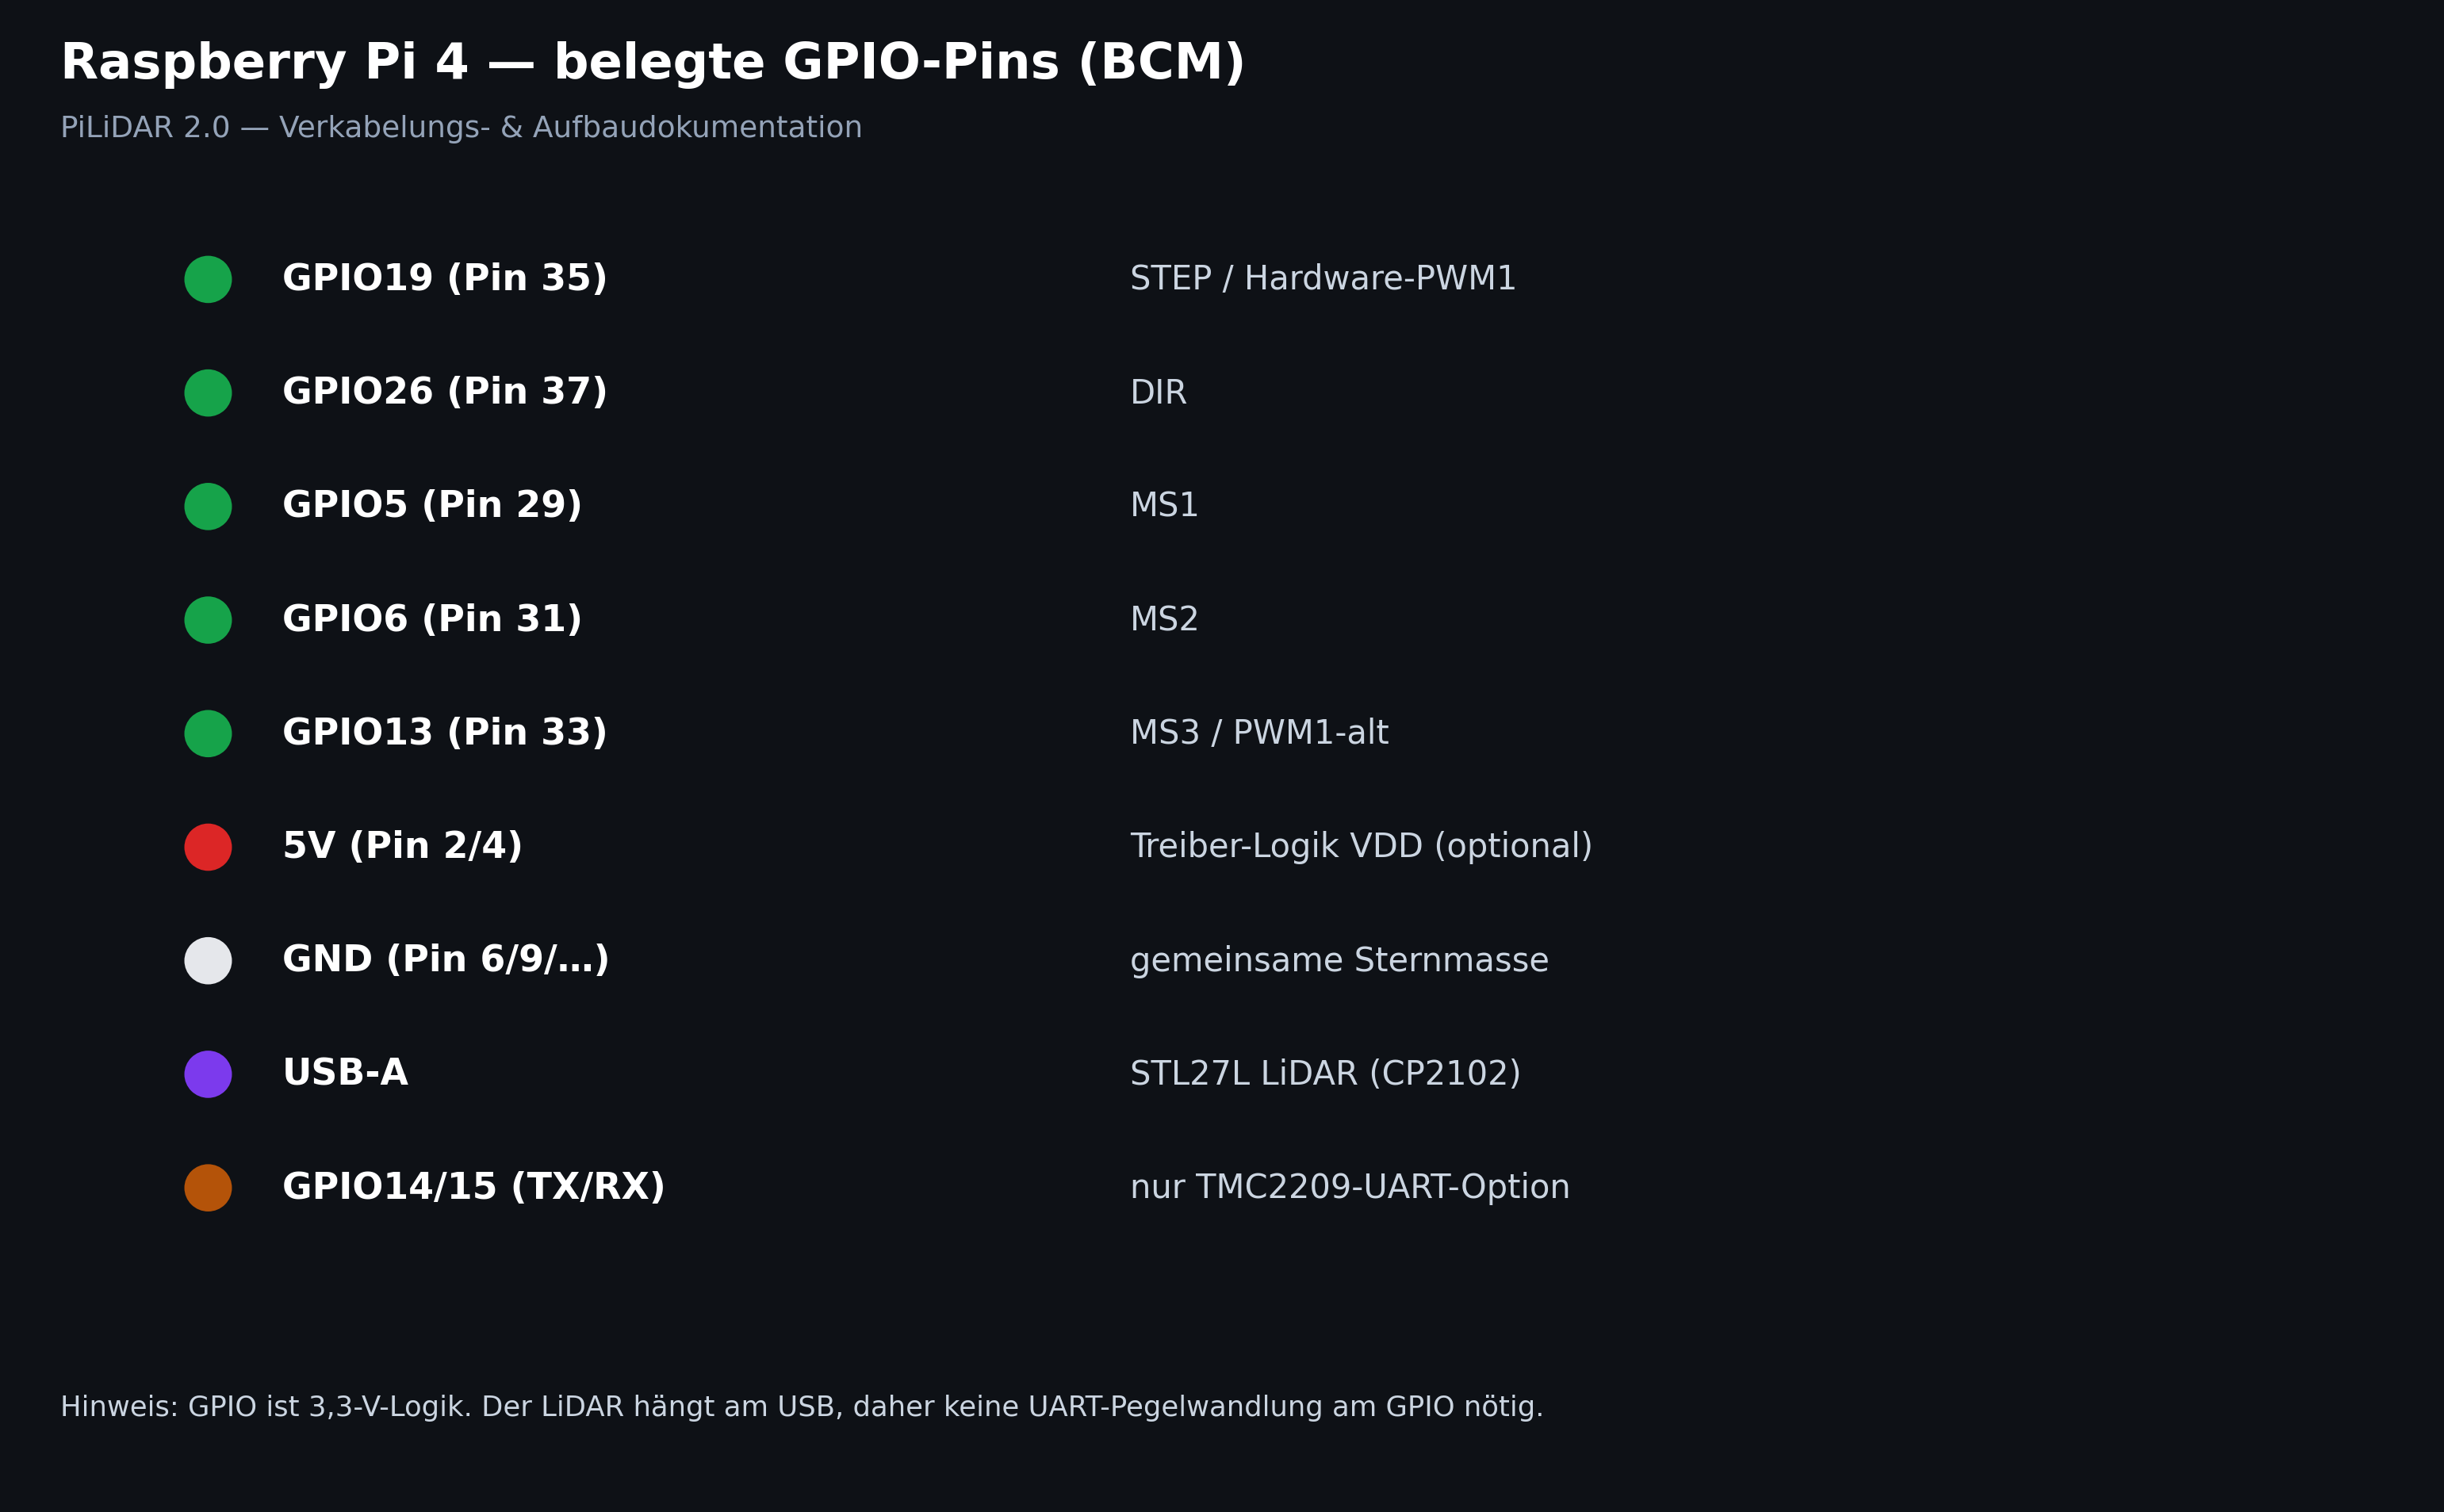 Raspberry Pi 4 — belegte GPIO-Pins (BCM)
PiLiDAR 2.0 — Verkabelungs- & Aufbaudokumentation
GPIO19 (Pin 35) STEP / Hardware-PWM1
GPIO26 (Pin 37) DIR
GPIO5 (Pin 29) MS1
GPIO6 (Pin 31) MS2
GPIO13 (Pin 33) MS3 / PWM1-alt
5V (Pin 2/4) Treiber-Logik VDD (optional)
GND (Pin 6/9/…) gemeinsame Sternmasse
USB-A STL27L LiDAR (CP2102)
GPIO14/15 (TX/RX) nur TMC2209-UART-Option
Hinweis: GPIO ist 3,3-V-Logik. Der LiDAR hängt am USB, daher keine UART-Pegelwandlung am GPIO nötig.